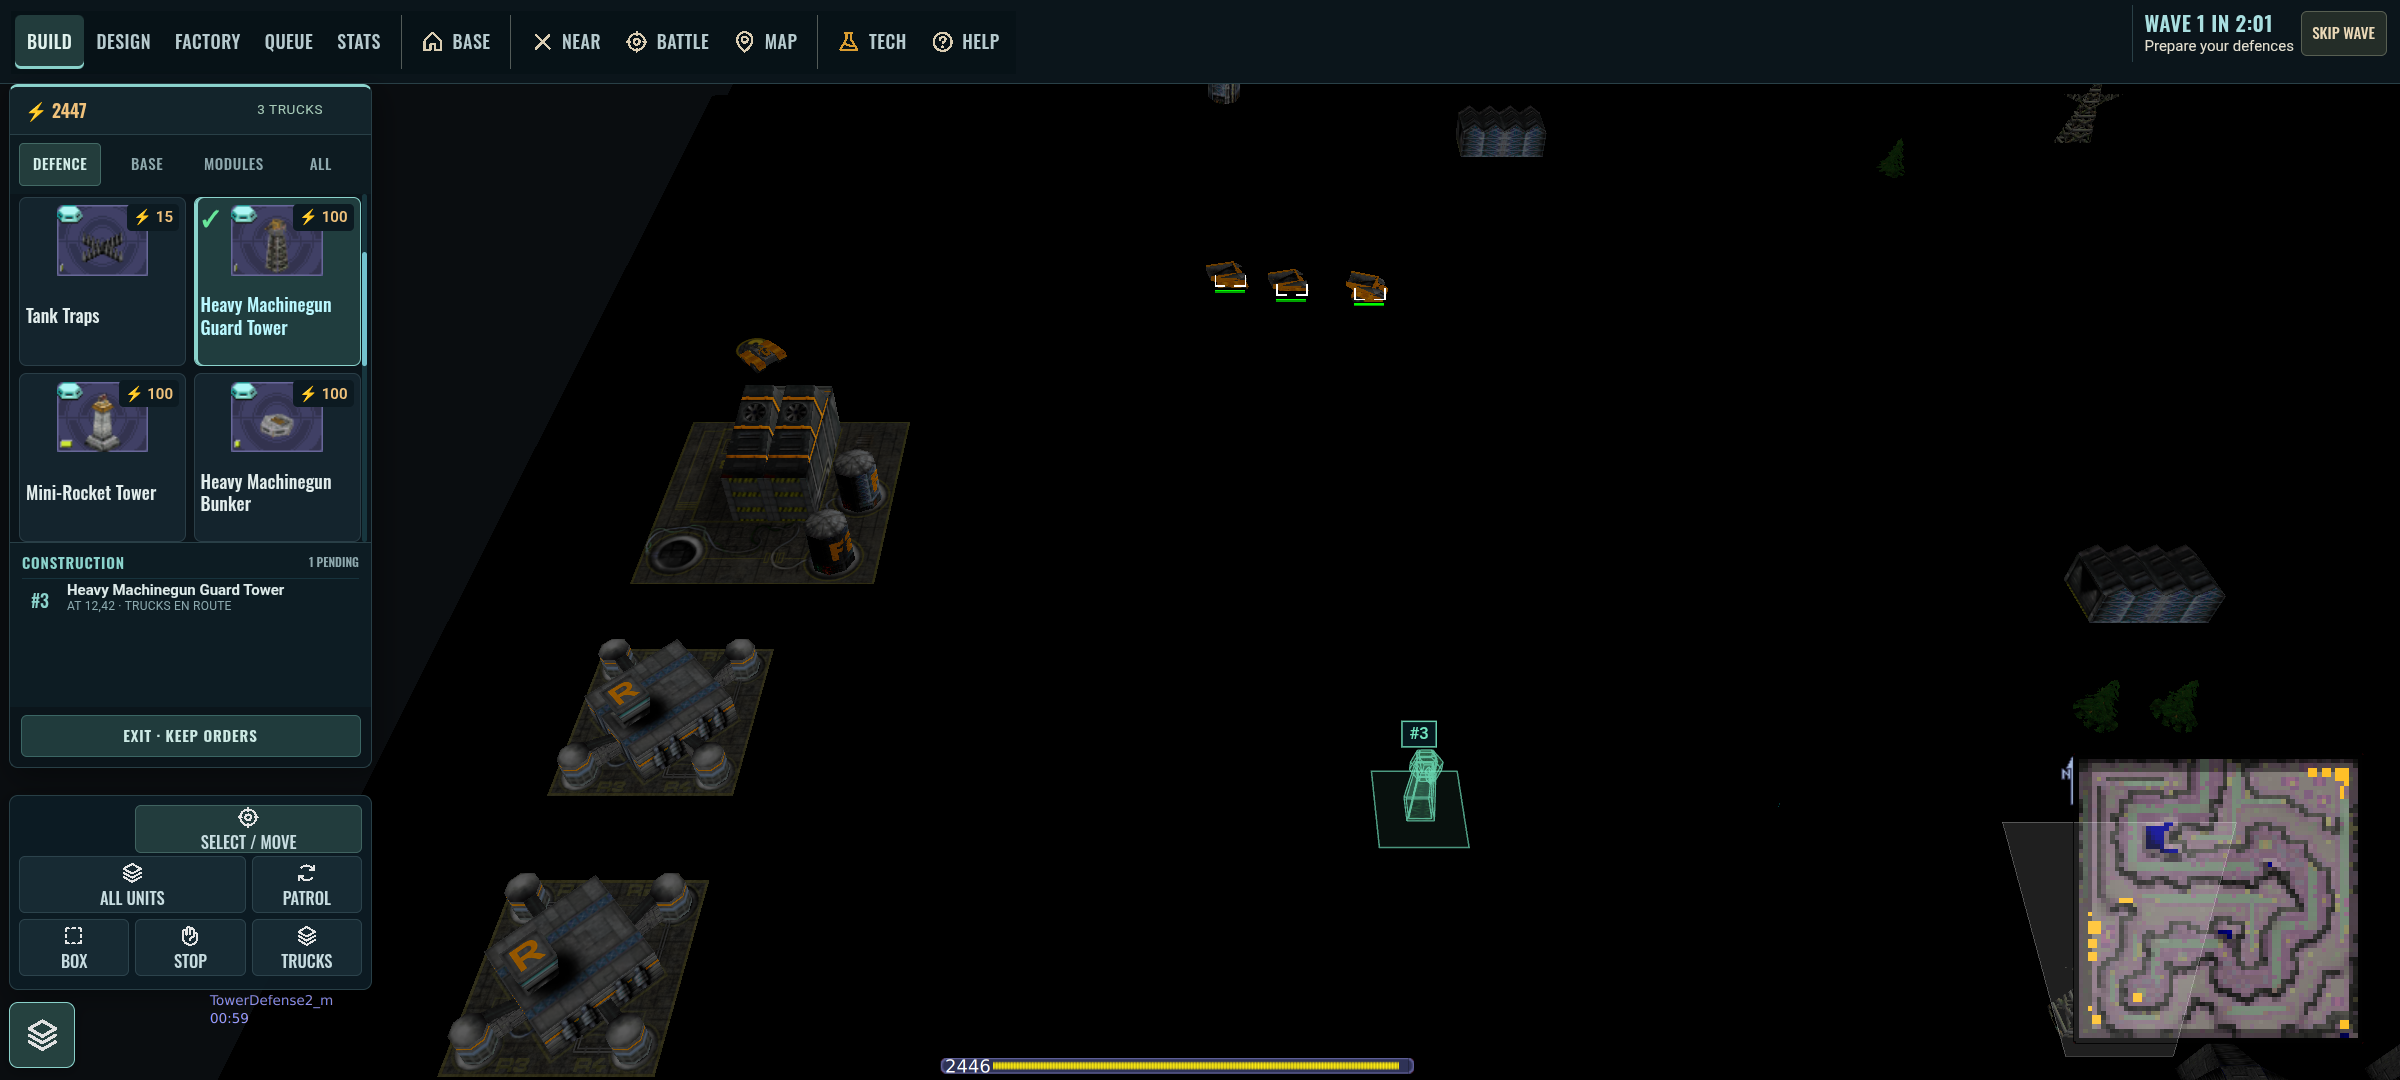 BUILD DESIGN FACTORY QUEUE STATS BASE NEAR BATTLE MAP TECH HELP
WAVE 1 IN 2:01
Prepare your defences
SKIP WAVE
2447
3 TRUCKS
DEFENCE BASE MODULES ALL
15
Tank Traps
100
Heavy Machinegun
Guard Tower
100
Mini-Rocket Tower
100
Heavy Machinegun
Bunker
CONSTRUCTION
1 PENDING
#3
Heavy Machinegun Guard Tower
AT 12,42 · TRUCKS EN ROUTE
EXIT · KEEP ORDERS
SELECT / MOVE
ALL UNITS
PATROL
BOX
STOP
TRUCKS
TowerDefense2_m
00:59
#3
R
R
N
2446